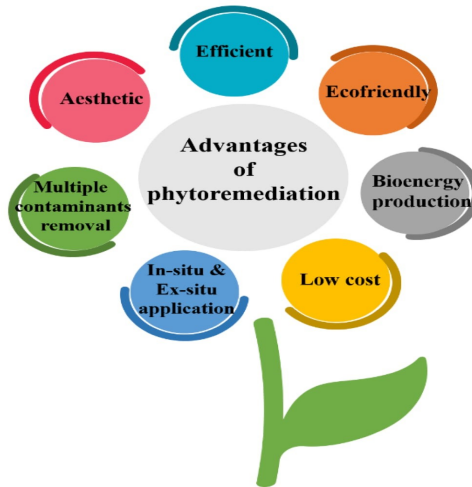 Efficient
Aesthetic
Ecofriendly
Advantages
of
phytoremediation
Multiple
contaminants
removal
Bioenergy
production
In-situ &
Ex-situ
application
Low cost